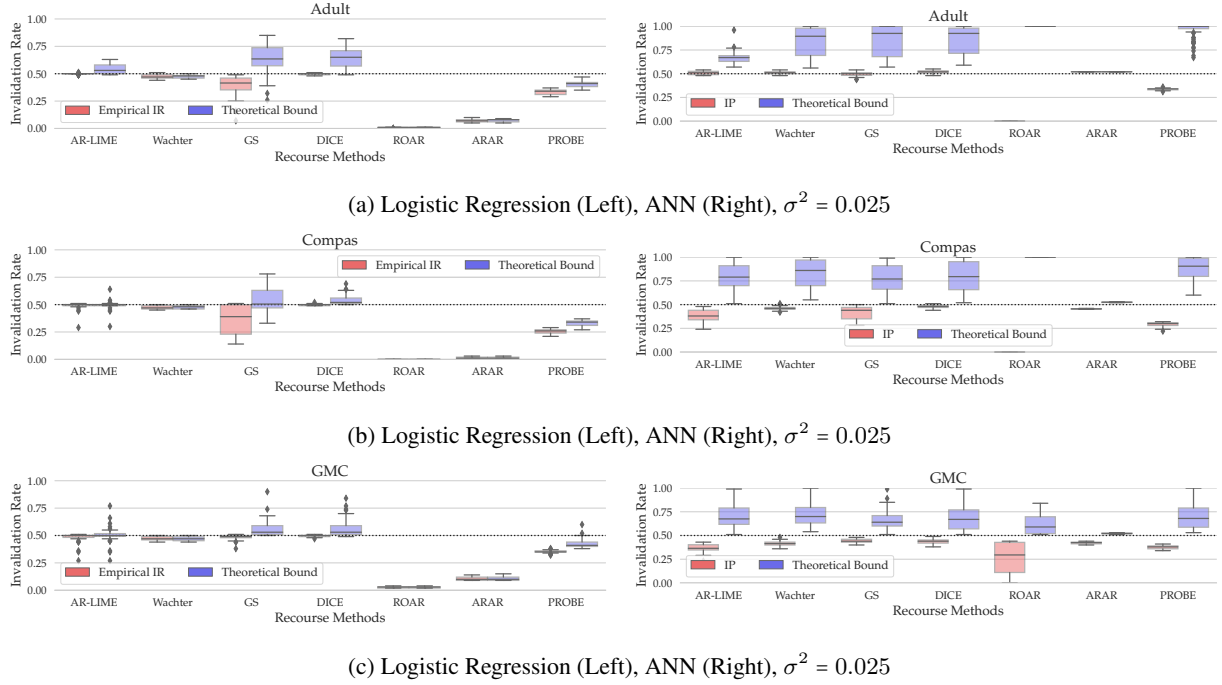 Adult
Invalidation Rate
1.00
0.75
0.50
0.25
0.00
Empirical IR
Theoretical Bound
AR-LIME Wachter GS DICE ROAR ARAR PROBE
Recourse Methods
Adult
Invalidation Rate
1.00
0.75
0.50
0.25
0.00
IP
Theoretical Bound
AR-LIME Wachter GS DICE ROAR ARAR PROBE
Recourse Methods
(a) Logistic Regression (Left), ANN (Right), σ² = 0.025
Compas
Invalidation Rate
1.00
0.75
0.50
0.25
0.00
Empirical IR
Theoretical Bound
AR-LIME Wachter GS DICE ROAR ARAR PROBE
Recourse Methods
Compas
Invalidation Rate
1.00
0.75
0.50
0.25
0.00
IP
Theoretical Bound
AR-LIME Wachter GS DICE ROAR ARAR PROBE
Recourse Methods
(b) Logistic Regression (Left), ANN (Right), σ² = 0.025
GMC
Invalidation Rate
1.00
0.75
0.50
0.25
0.00
Empirical IR
Theoretical Bound
AR-LIME Wachter GS DICE ROAR ARAR PROBE
Recourse Methods
GMC
Invalidation Rate
1.00
0.75
0.50
0.25
0.00
IP
Theoretical Bound
AR-LIME Wachter GS DICE ROAR ARAR PROBE
Recourse Methods
(c) Logistic Regression (Left), ANN (Right), σ² = 0.025